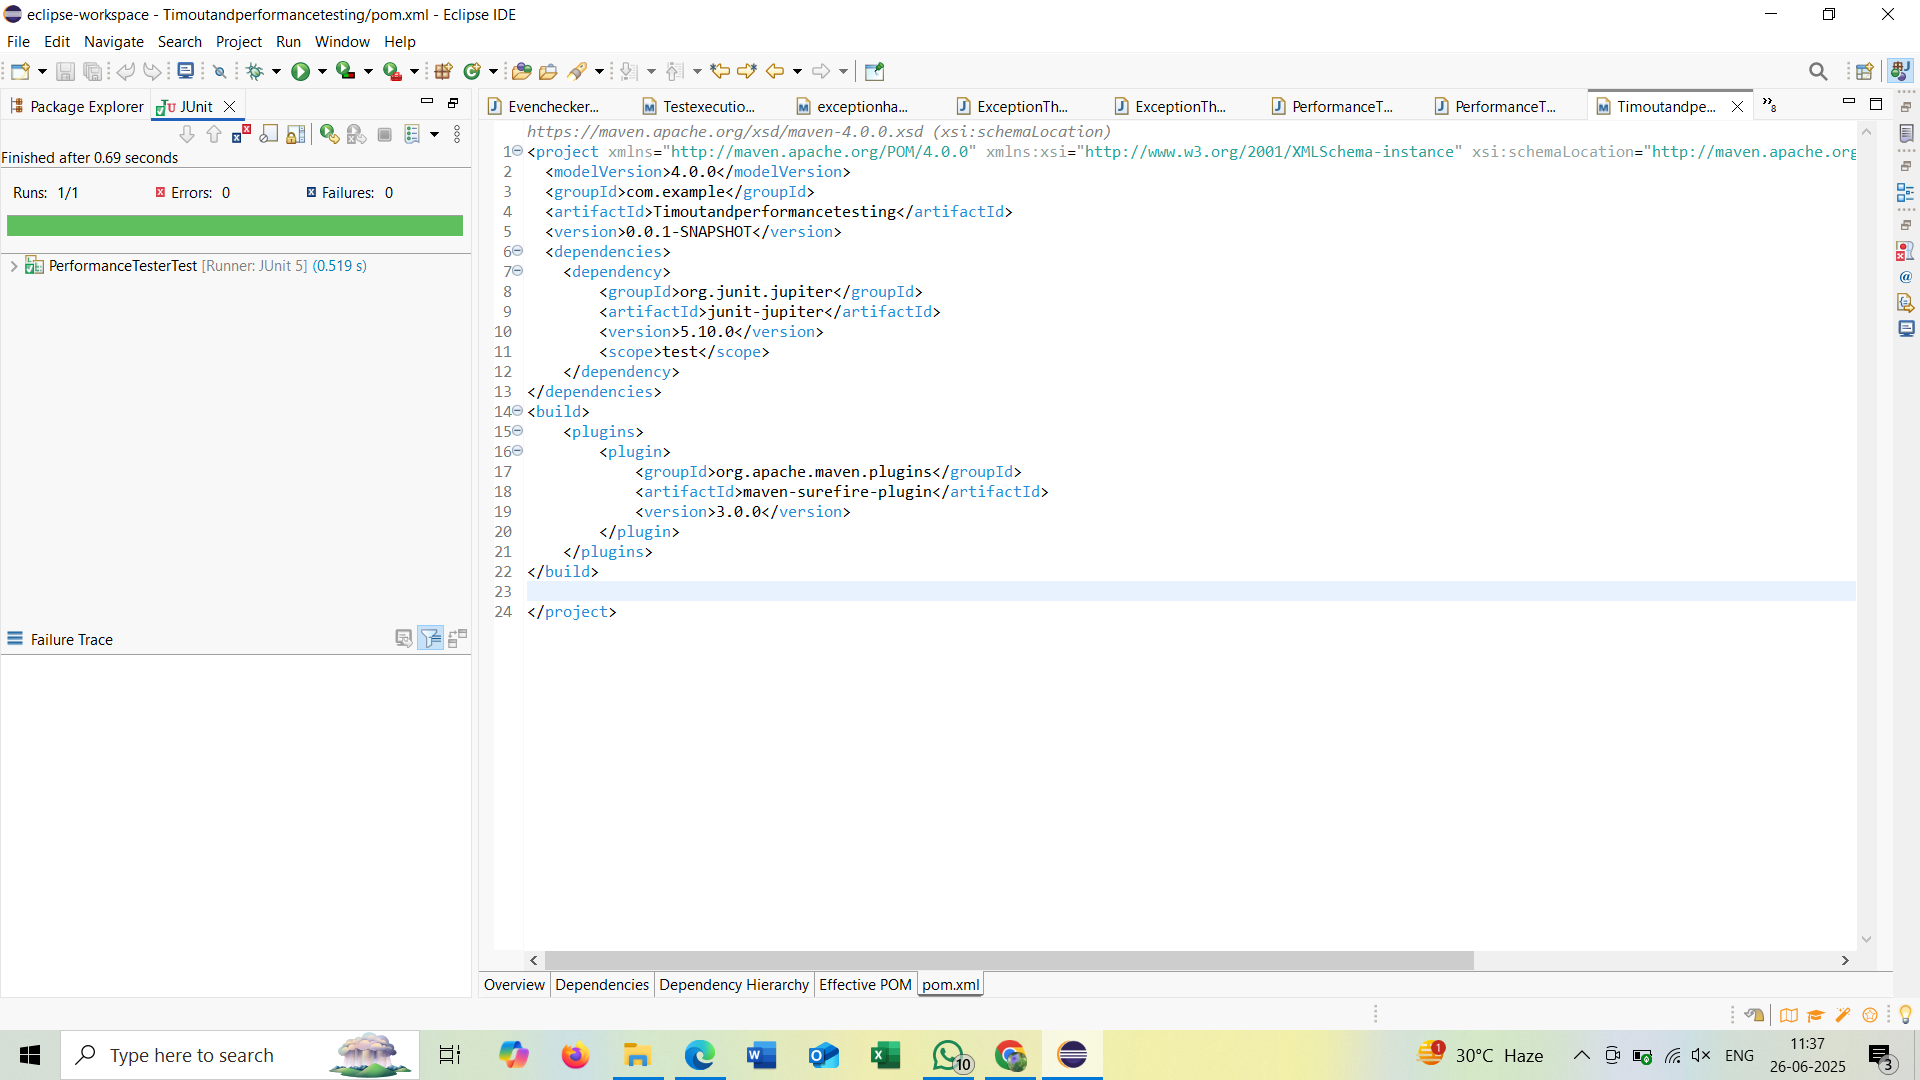 eclipse-workspace - Timoutandperformancetesting/pom.xml - Eclipse IDE
File Edit Navigate Search Project Run Window Help
Package Explorer JUnit
Finished after 0.69 seconds
Runs: 1/1 Errors: 0 Failures: 0
PerformanceTesterTest [Runner: JUnit 5] (0.519 s)
Failure Trace
Evenchecker... Testexecutio... exceptionha... ExceptionTh... ExceptionTh... PerformanceT... PerformanceT... Timoutandpe... »8
https://maven.apache.org/xsd/maven-4.0.0.xsd (xsi:schemaLocation)
1 <project xmlns="http://maven.apache.org/POM/4.0.0" xmlns:xsi="http://www.w3.org/2001/XMLSchema-instance" xsi:schemaLocation="http://maven.apache.org
2 <modelVersion>4.0.0</modelVersion>
3 <groupId>com.example</groupId>
4 <artifactId>Timoutandperformancetesting</artifactId>
5 <version>0.0.1-SNAPSHOT</version>
6 <dependencies>
7 <dependency>
8 <groupId>org.junit.jupiter</groupId>
9 <artifactId>junit-jupiter</artifactId>
10 <version>5.10.0</version>
11 <scope>test</scope>
12 </dependency>
13 </dependencies>
14 <build>
15 <plugins>
16 <plugin>
17 <groupId>org.apache.maven.plugins</groupId>
18 <artifactId>maven-surefire-plugin</artifactId>
19 <version>3.0.0</version>
20 </plugin>
21 </plugins>
22 </build>
23
24 </project>
Overview Dependencies Dependency Hierarchy Effective POM pom.xml
Type here to search
10
1
30°C Haze
ENG
11:37
26-06-2025
3